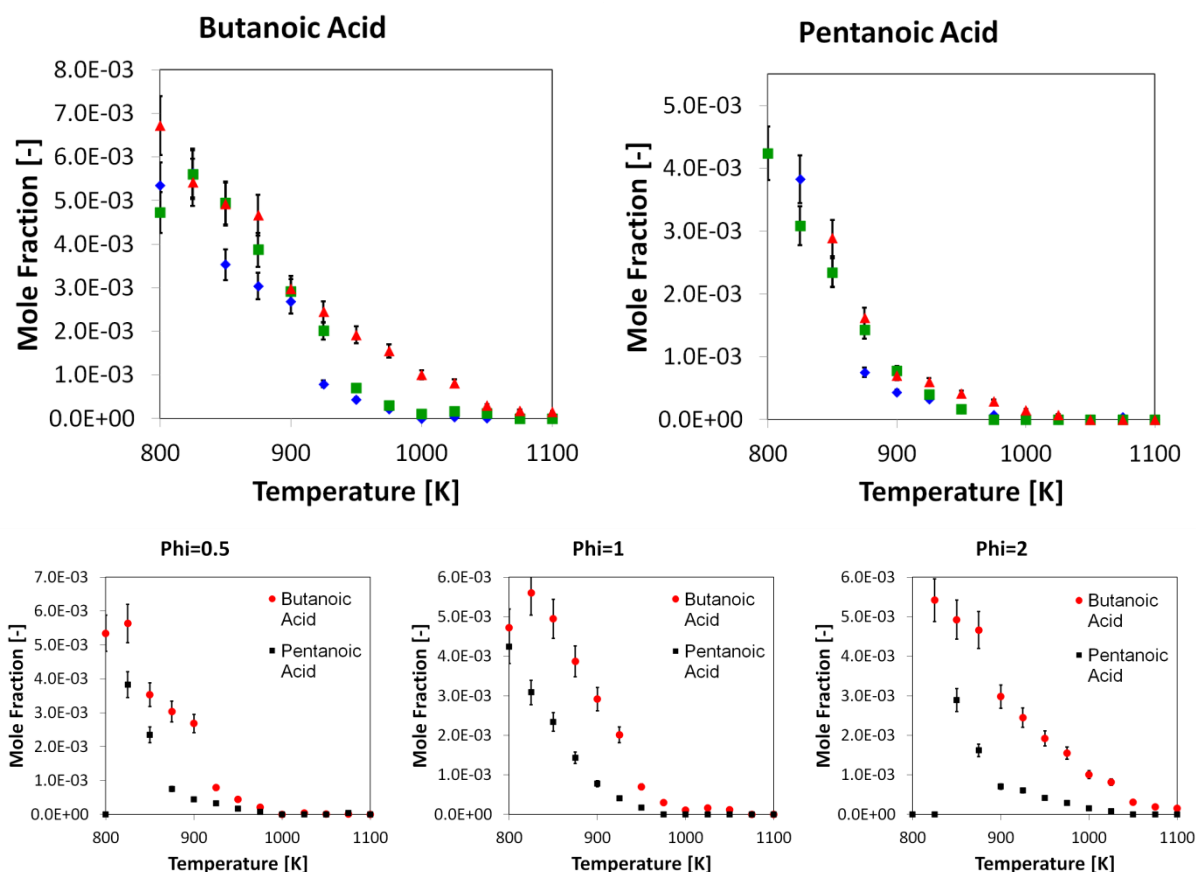 Butanoic Acid
Mole Fraction [-]
8.0E-03
7.0E-03
6.0E-03
5.0E-03
4.0E-03
3.0E-03
2.0E-03
1.0E-03
0.0E+00
800 900 1000 1100
Temperature [K]
Pentanoic Acid
Mole Fraction [-]
5.0E-03
4.0E-03
3.0E-03
2.0E-03
1.0E-03
0.0E+00
800 900 1000 1100
Temperature [K]
Phi=0.5
Mole Fraction [-]
7.0E-03
6.0E-03
5.0E-03
4.0E-03
3.0E-03
2.0E-03
1.0E-03
0.0E+00
Butanoic
Acid
Pentanoic
Acid
800 900 1000 1100
Temperature [K]
Phi=1
Mole Fraction [-]
6.0E-03
5.0E-03
4.0E-03
3.0E-03
2.0E-03
1.0E-03
0.0E+00
Butanoic
Acid
Pentanoic
Acid
800 900 1000 1100
Temperature [K]
Phi=2
Mole Fraction [-]
6.0E-03
5.0E-03
4.0E-03
3.0E-03
2.0E-03
1.0E-03
0.0E+00
Butanoic
Acid
Pentanoic
Acid
800 900 1000 1100
Temperature [K]